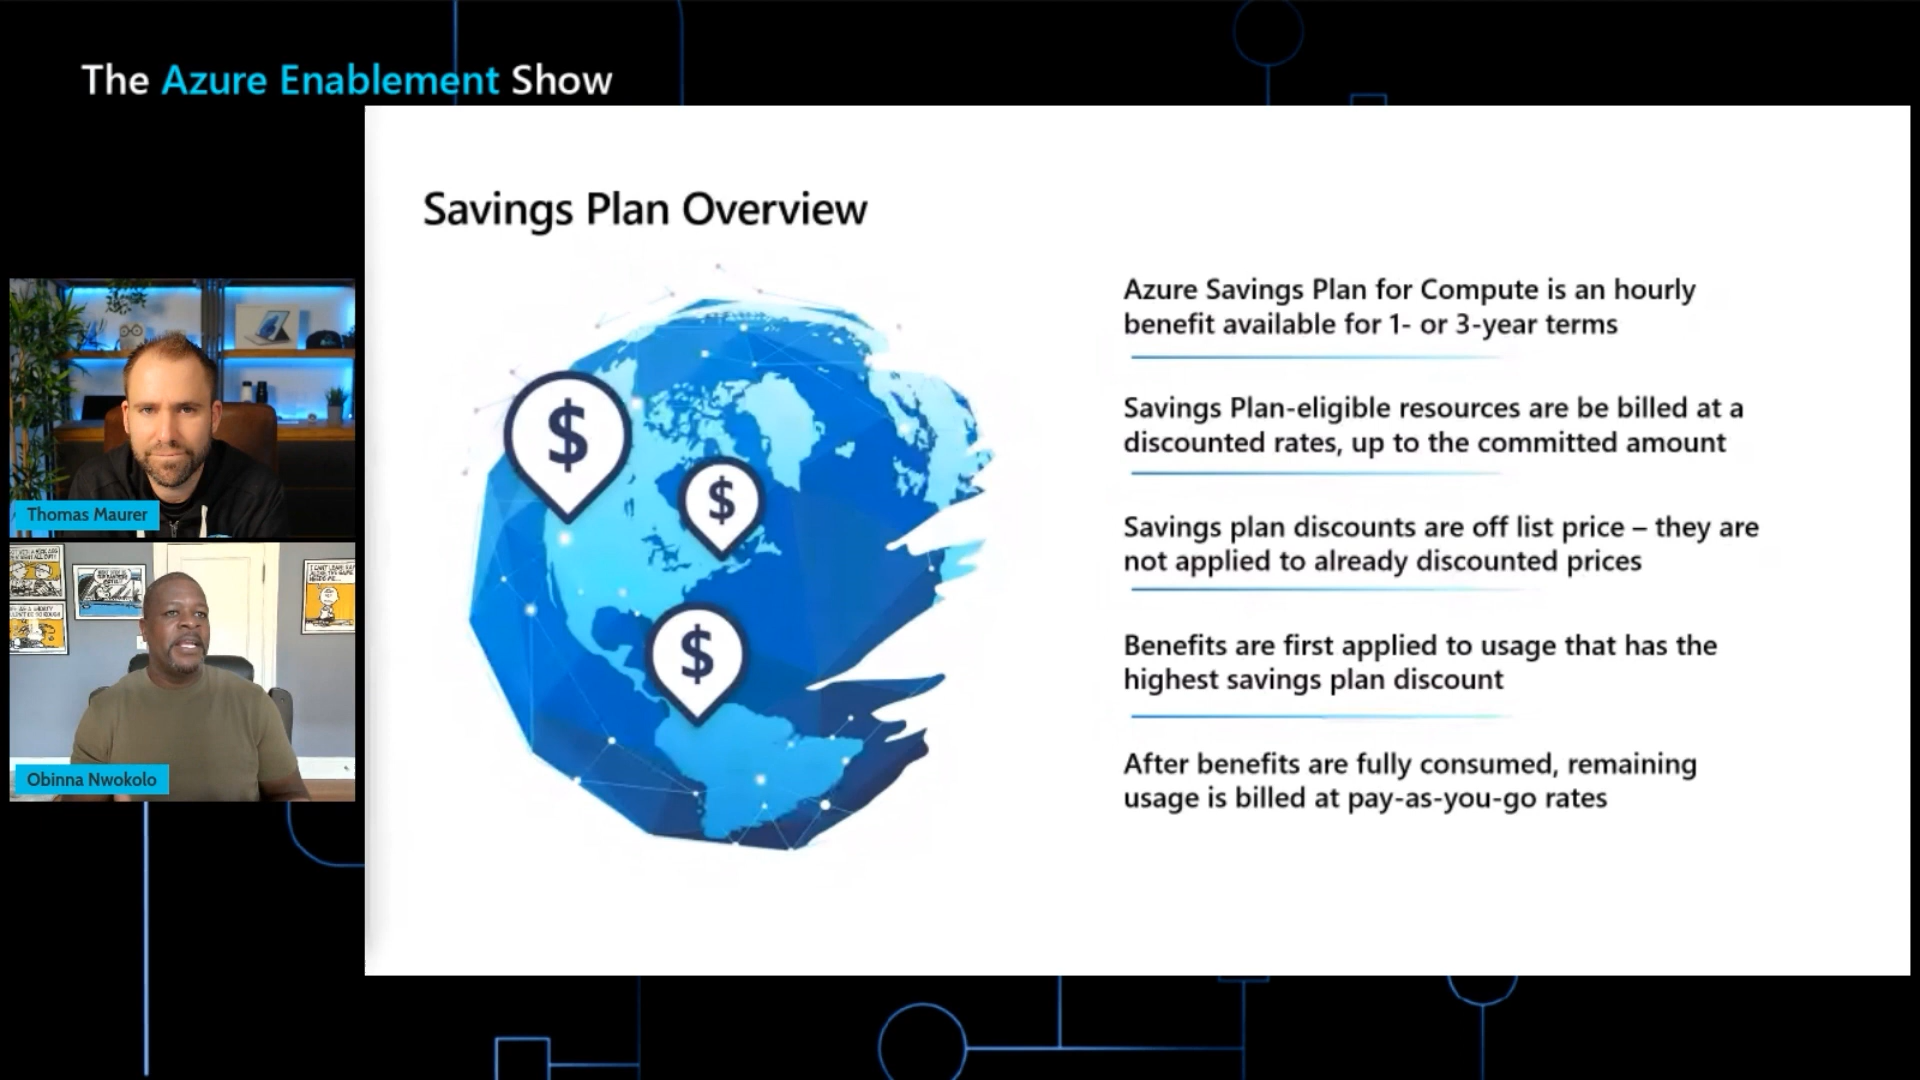 The Azure Enablement Show
Savings Plan Overview
Azure Savings Plan for Compute is an hourly
benefit available for 1- or 3-year terms
Savings Plan-eligible resources are be billed at a
discounted rates, up to the committed amount
Savings plan discounts are off list price – they are
not applied to already discounted prices
Benefits are first applied to usage that has the
highest savings plan discount
After benefits are fully consumed, remaining
usage is billed at pay-as-you-go rates
$
$
$
Thomas Maurer
Obinna Nwokolo